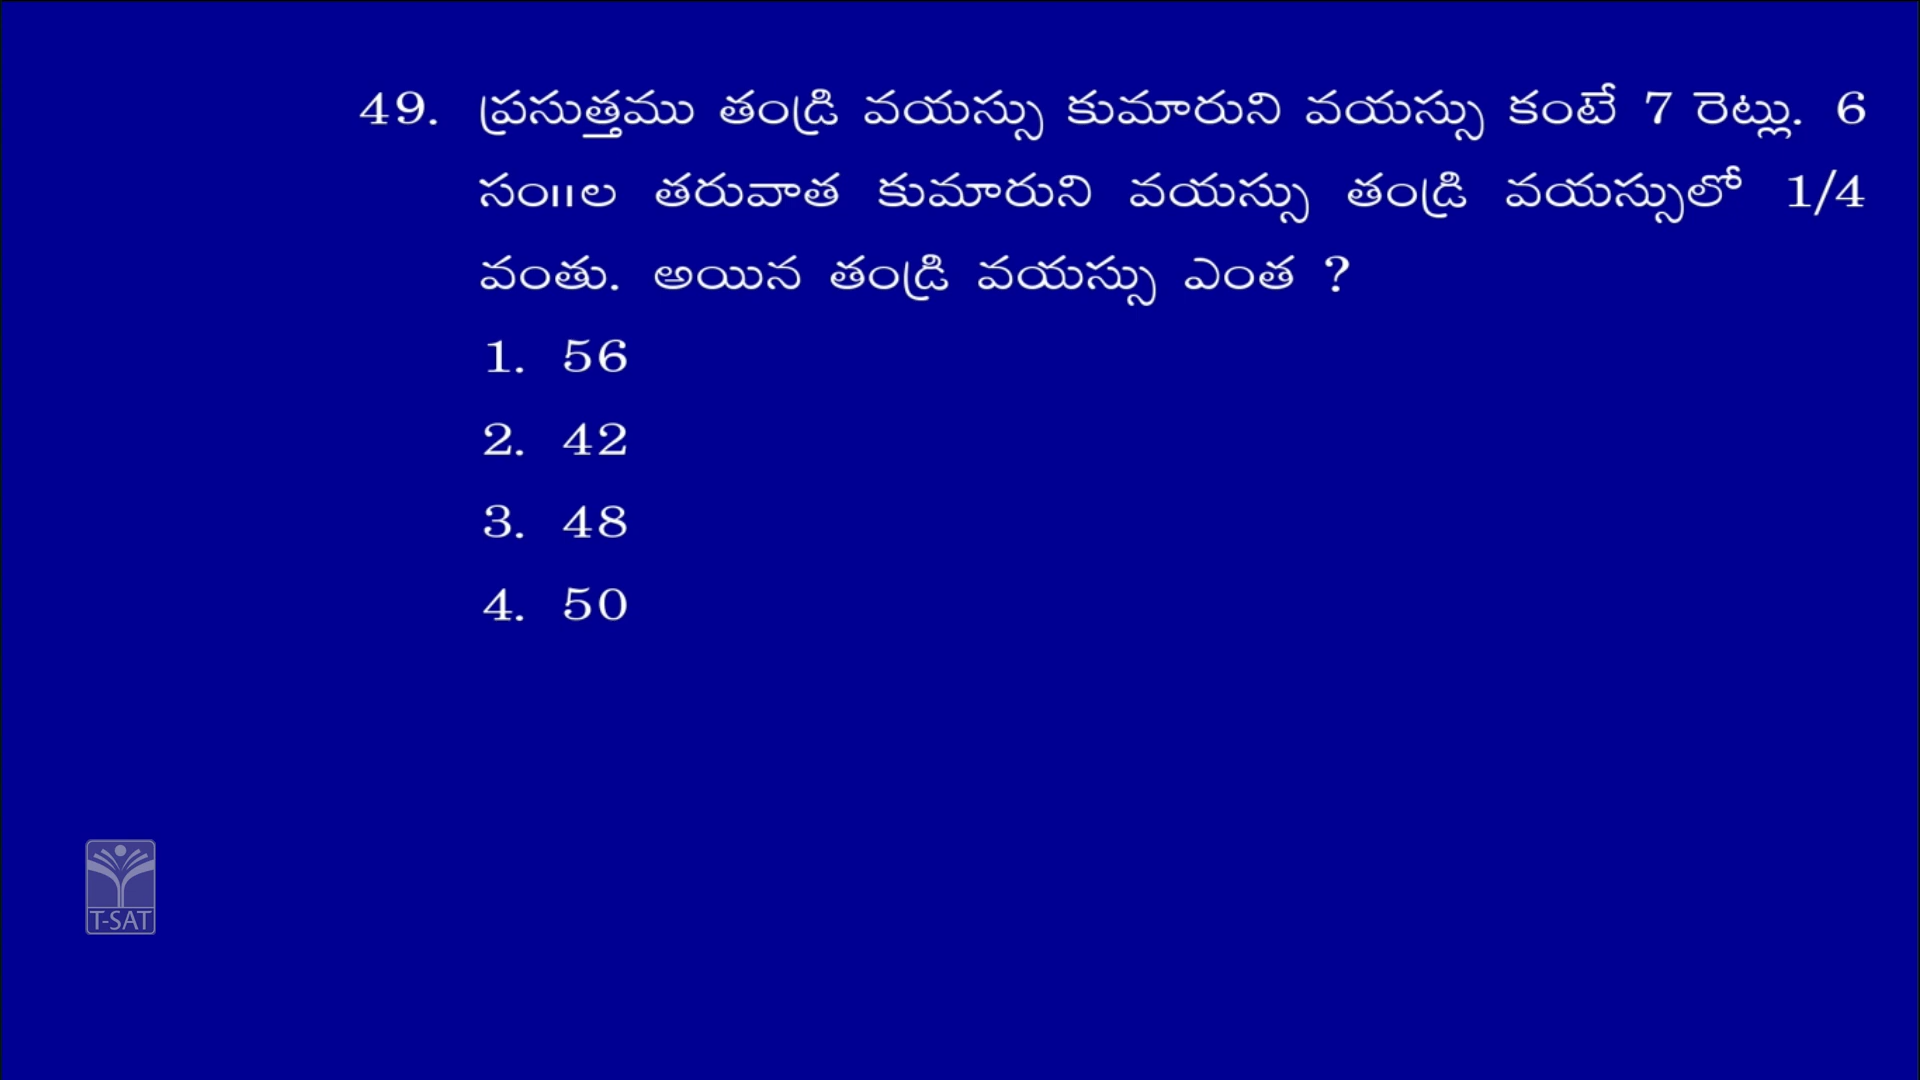 49. ప్రసుత్తము తండ్రి వయస్సు కుమారుని వయస్సు కంటే 7 రెట్లు. 6
సం॥ల తరువాత కుమారుని వయస్సు తండ్రి వయస్సులో 1/4
వంతు. అయిన తండ్రి వయస్సు ఎంత ?
1. 56
2. 42
3. 48
4. 50
T-SAT